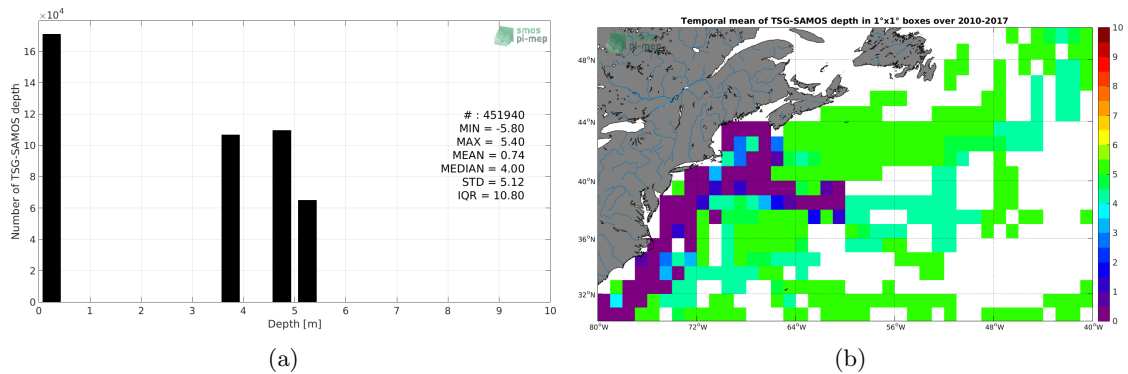 ×10⁴
18
16
14
12
10
8
6
4
2
0
0 1 2 3 4 5 6 7 8 9 10
Number of TSG-SAMOS depth
Depth [m]
smos
pi-mep
# : 451940
MIN = -5.80
MAX = 5.40
MEAN = 0.74
MEDIAN = 4.00
STD = 5.12
IQR = 10.80
(a)
Temporal mean of TSG-SAMOS depth in 1°x1° boxes over 2010-2017
smos
pi-mep
48°N
44°N
40°N
36°N
32°N
80°W 72°W 64°W 56°W 48°W 40°W
10
9
8
7
6
5
4
3
2
1
0
(b)